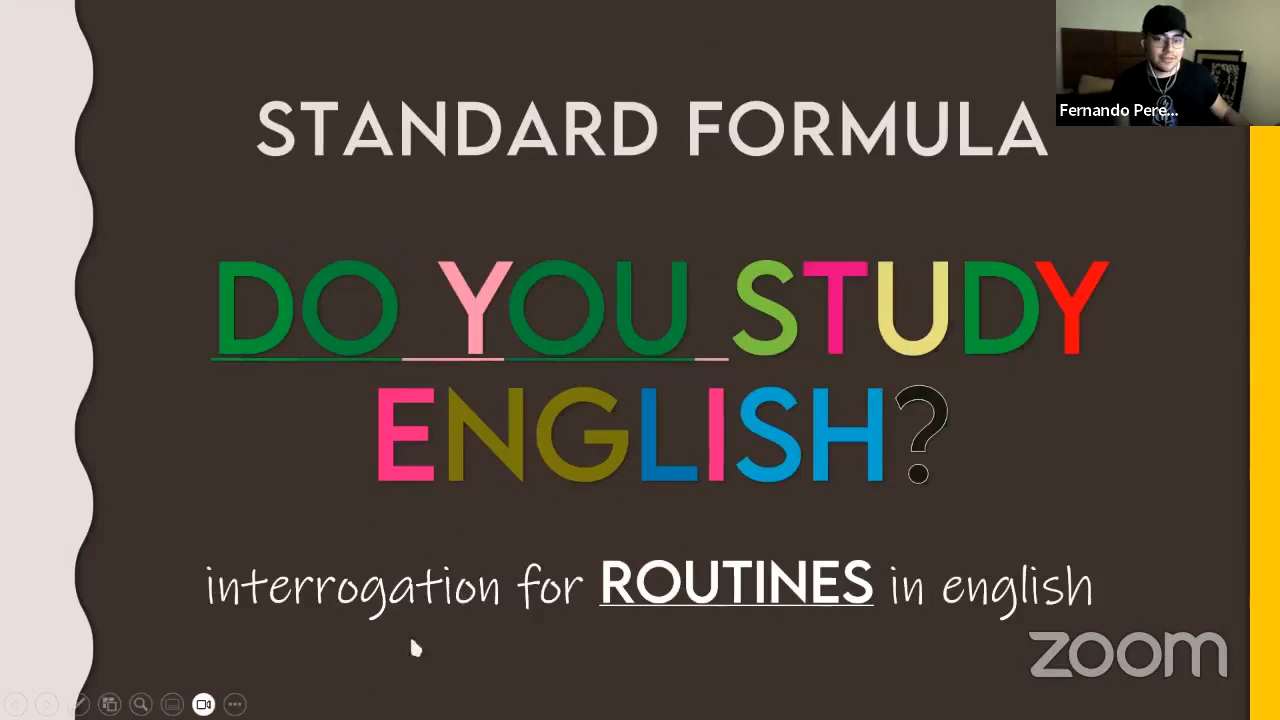 STANDARD FORMULA
Fernando Pere...
DO YOU STUDY
ENGLISH?
interrogation for ROUTINES in english
zoom